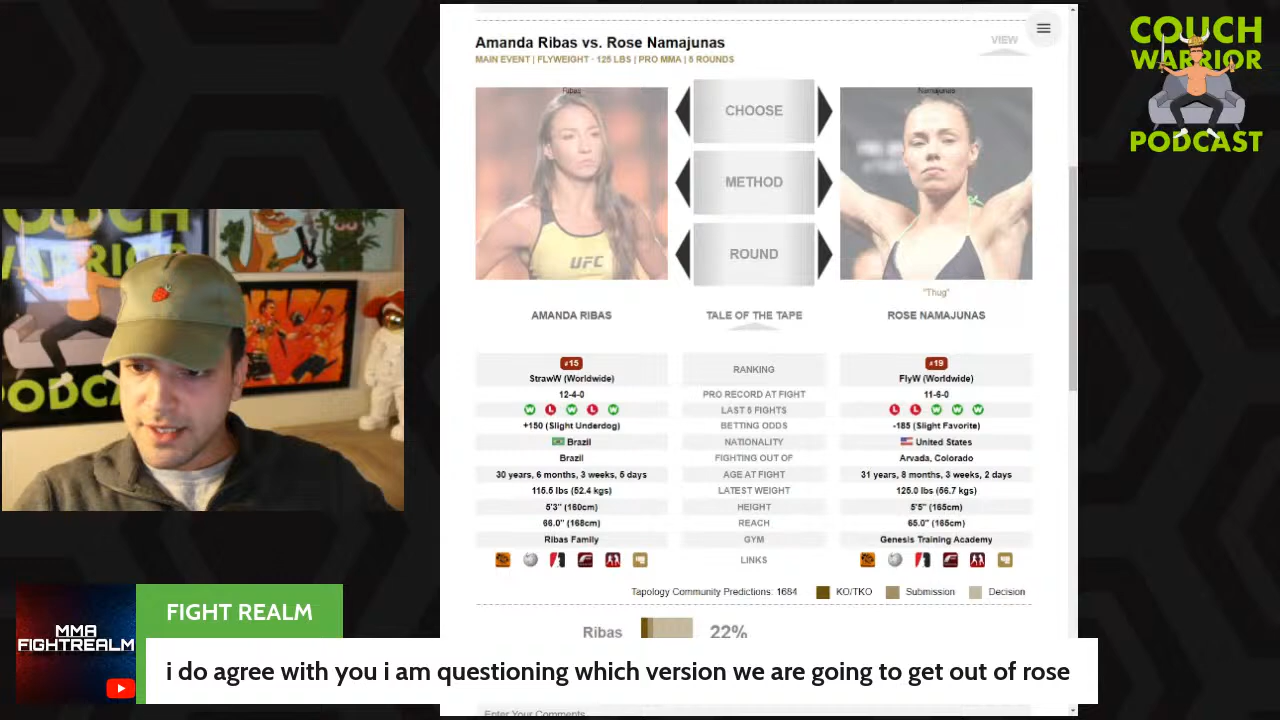 COUCH
WARRIOR
PODCAST
Amanda Ribas vs. Rose Namajunas
MAIN EVENT | FLYWEIGHT · 125 LBS | PRO MMA | 5 ROUNDS
VIEW
Ribas
CHOOSE
Namajunas
METHOD
ROUND
UFC
"Thug"
AMANDA RIBAS TALE OF THE TAPE ROSE NAMAJUNAS
#15 #19
StrawW (Worldwide) RANKING FlyW (Worldwide)
12-4-0 PRO RECORD AT FIGHT 11-6-0
W L W L W LAST 5 FIGHTS L L W W W
+150 (Slight Underdog) BETTING ODDS -185 (Slight Favorite)
Brazil NATIONALITY United States
Brazil FIGHTING OUT OF Arvada, Colorado
30 years, 6 months, 3 weeks, 5 days AGE AT FIGHT 31 years, 8 months, 3 weeks, 2 days
115.5 lbs (52.4 kgs) LATEST WEIGHT 125.0 lbs (56.7 kgs)
5'3" (160cm) HEIGHT 5'5" (165cm)
66.0" (168cm) REACH 65.0" (165cm)
Ribas Family GYM Genesis Training Academy
LINKS
Tapology Community Predictions: 1684 KO/TKO Submission Decision
Ribas 22%
FIGHT REALM
MMA
FIGHTREALM
i do agree with you i am questioning which version we are going to get out of rose
Enter Your Comments